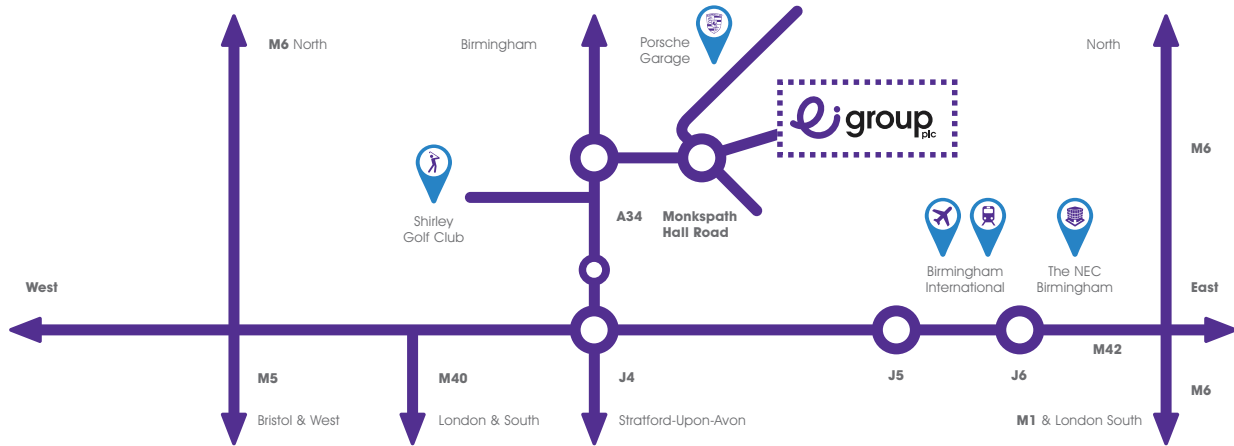 M6 North
Birmingham
Porsche
Garage
North
ei group
plc
M6
Shirley
Golf Club
A34
Monkspath
Hall Road
Birmingham
International
The NEC
Birmingham
West
East
M42
M5
M40
J4
J5
J6
M6
Bristol & West
London & South
Stratford-Upon-Avon
M1 & London South